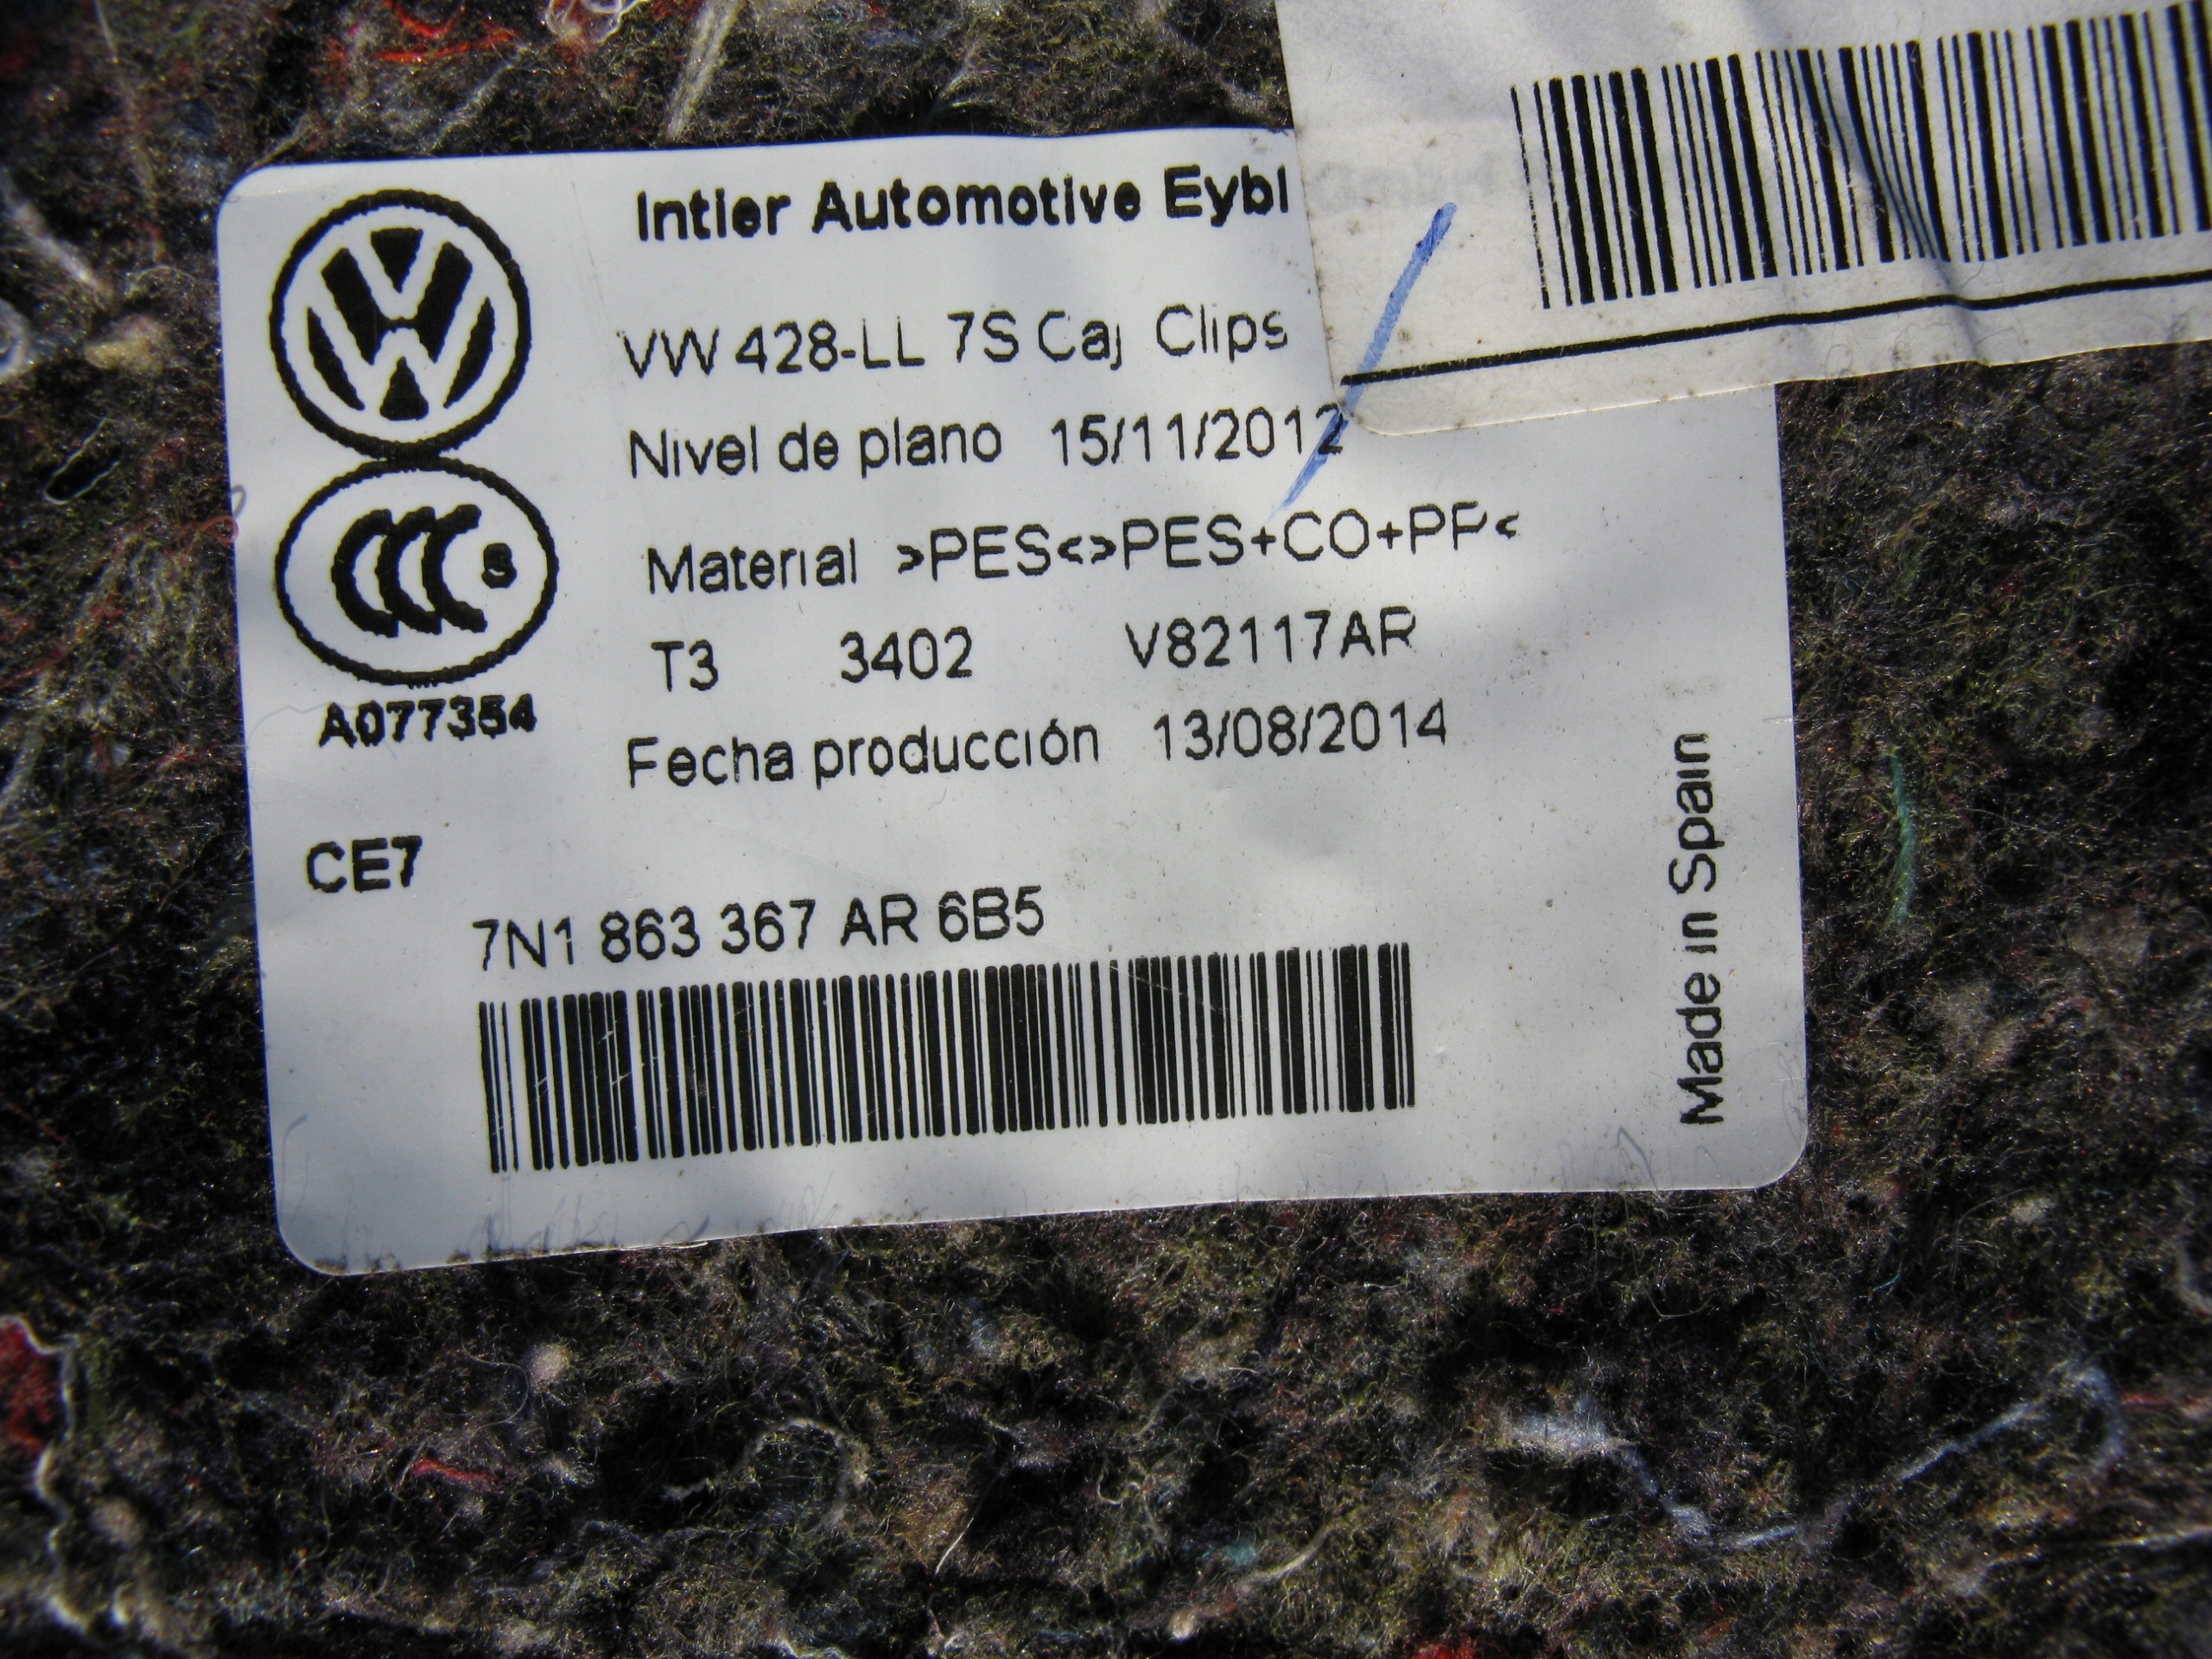 Intier Automotive Eybl
VW 428-LL 7S Caj Clips
Nivel de plano 15/11/2012
Material >PES<>PES+CO+PP<
T3 3402 V82117AR
Fecha producción 13/08/2014
S
A077354
CE7
7N1 863 367 AR 6B5
Made in Spain